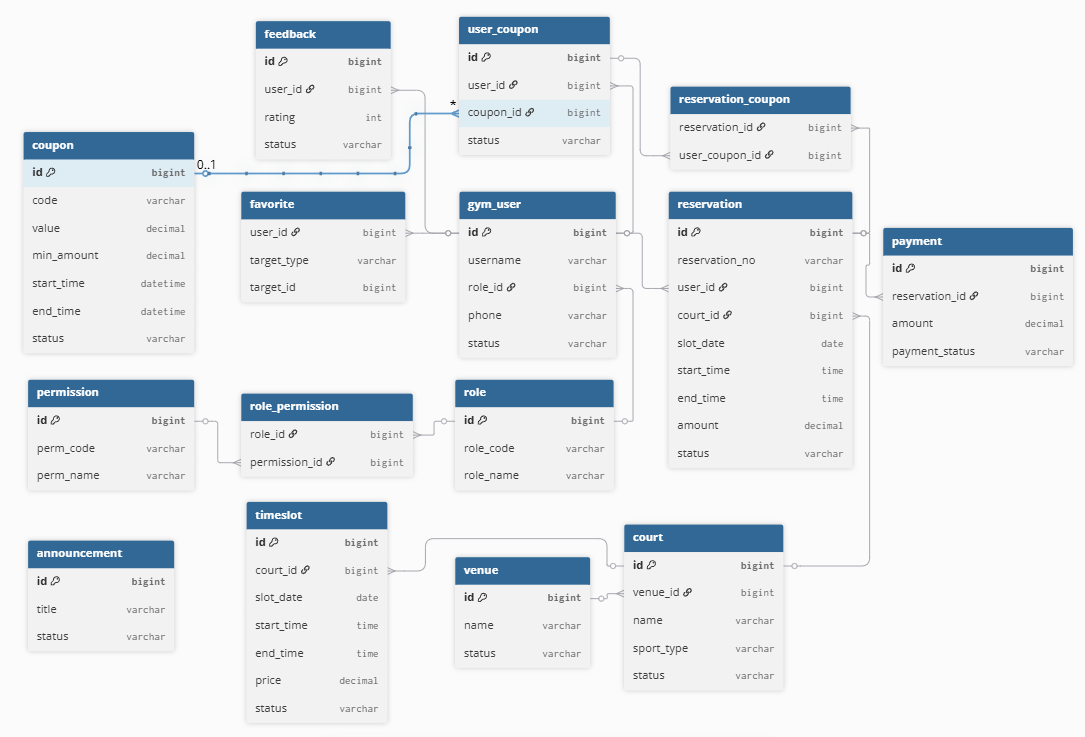 feedback
id bigint
user_id bigint
rating int
status varchar
user_coupon
id bigint
user_id bigint
* coupon_id bigint
status varchar
reservation_coupon
reservation_id bigint
user_coupon_id bigint
coupon
0..1
id bigint
code varchar
value decimal
min_amount decimal
start_time datetime
end_time datetime
status varchar
favorite
user_id bigint
target_type varchar
target_id bigint
gym_user
id bigint
username varchar
role_id bigint
phone varchar
status varchar
reservation
id bigint
reservation_no varchar
user_id bigint
court_id bigint
slot_date date
start_time time
end_time time
amount decimal
status varchar
payment
id bigint
reservation_id bigint
amount decimal
payment_status varchar
permission
id bigint
perm_code varchar
perm_name varchar
role_permission
role_id bigint
permission_id bigint
role
id bigint
role_code varchar
role_name varchar
announcement
id bigint
title varchar
status varchar
timeslot
id bigint
court_id bigint
slot_date date
start_time time
end_time time
price decimal
status varchar
venue
id bigint
name varchar
status varchar
court
id bigint
venue_id bigint
name varchar
sport_type varchar
status varchar